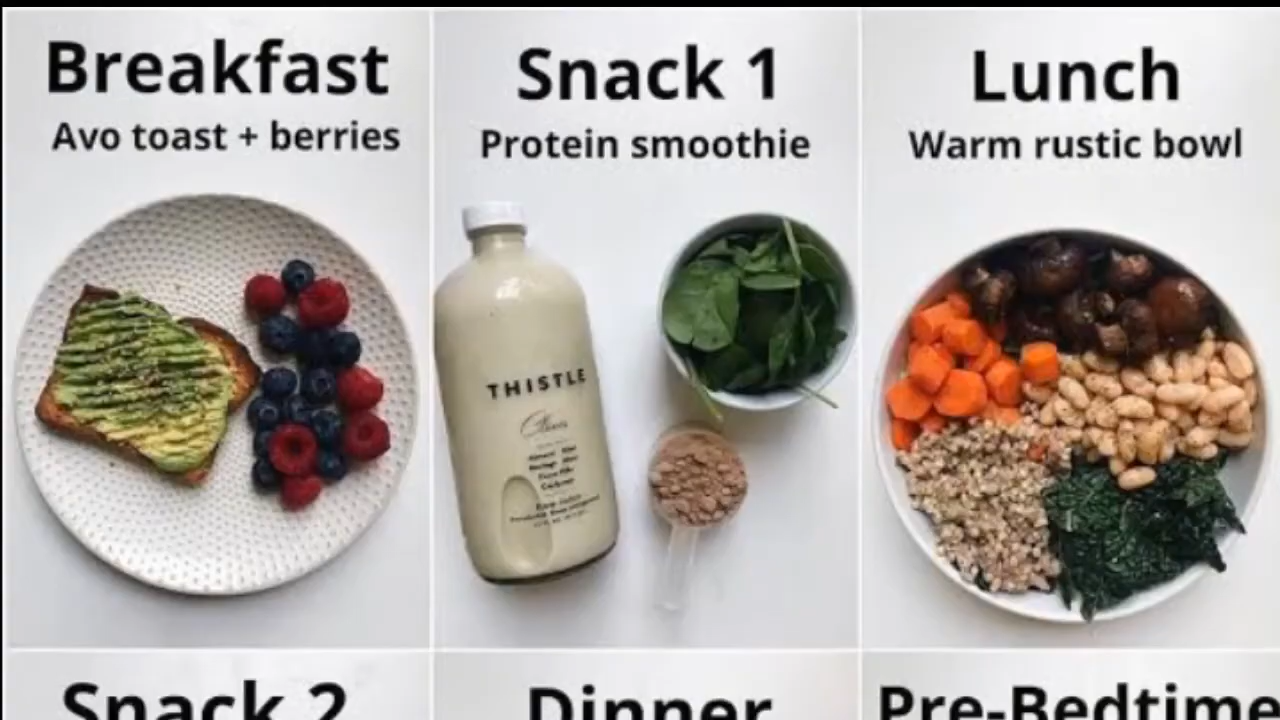 Breakfast
Avo toast + berries
Snack 1
Protein smoothie
Lunch
Warm rustic bowl
THISTLE
Snack 2
Dinner
Pre-Bedtime